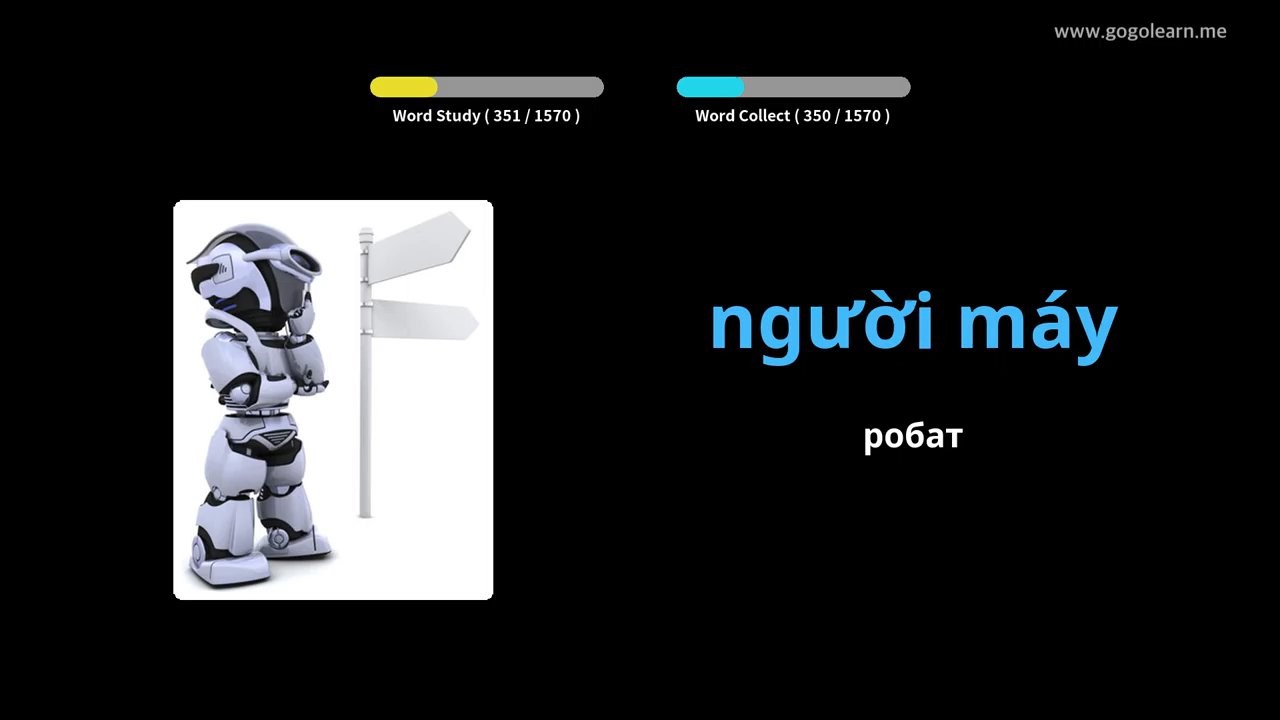 www.gogolearn.me
Word Study ( 351 / 1570 )
Word Collect ( 350 / 1570 )
người máy
робат